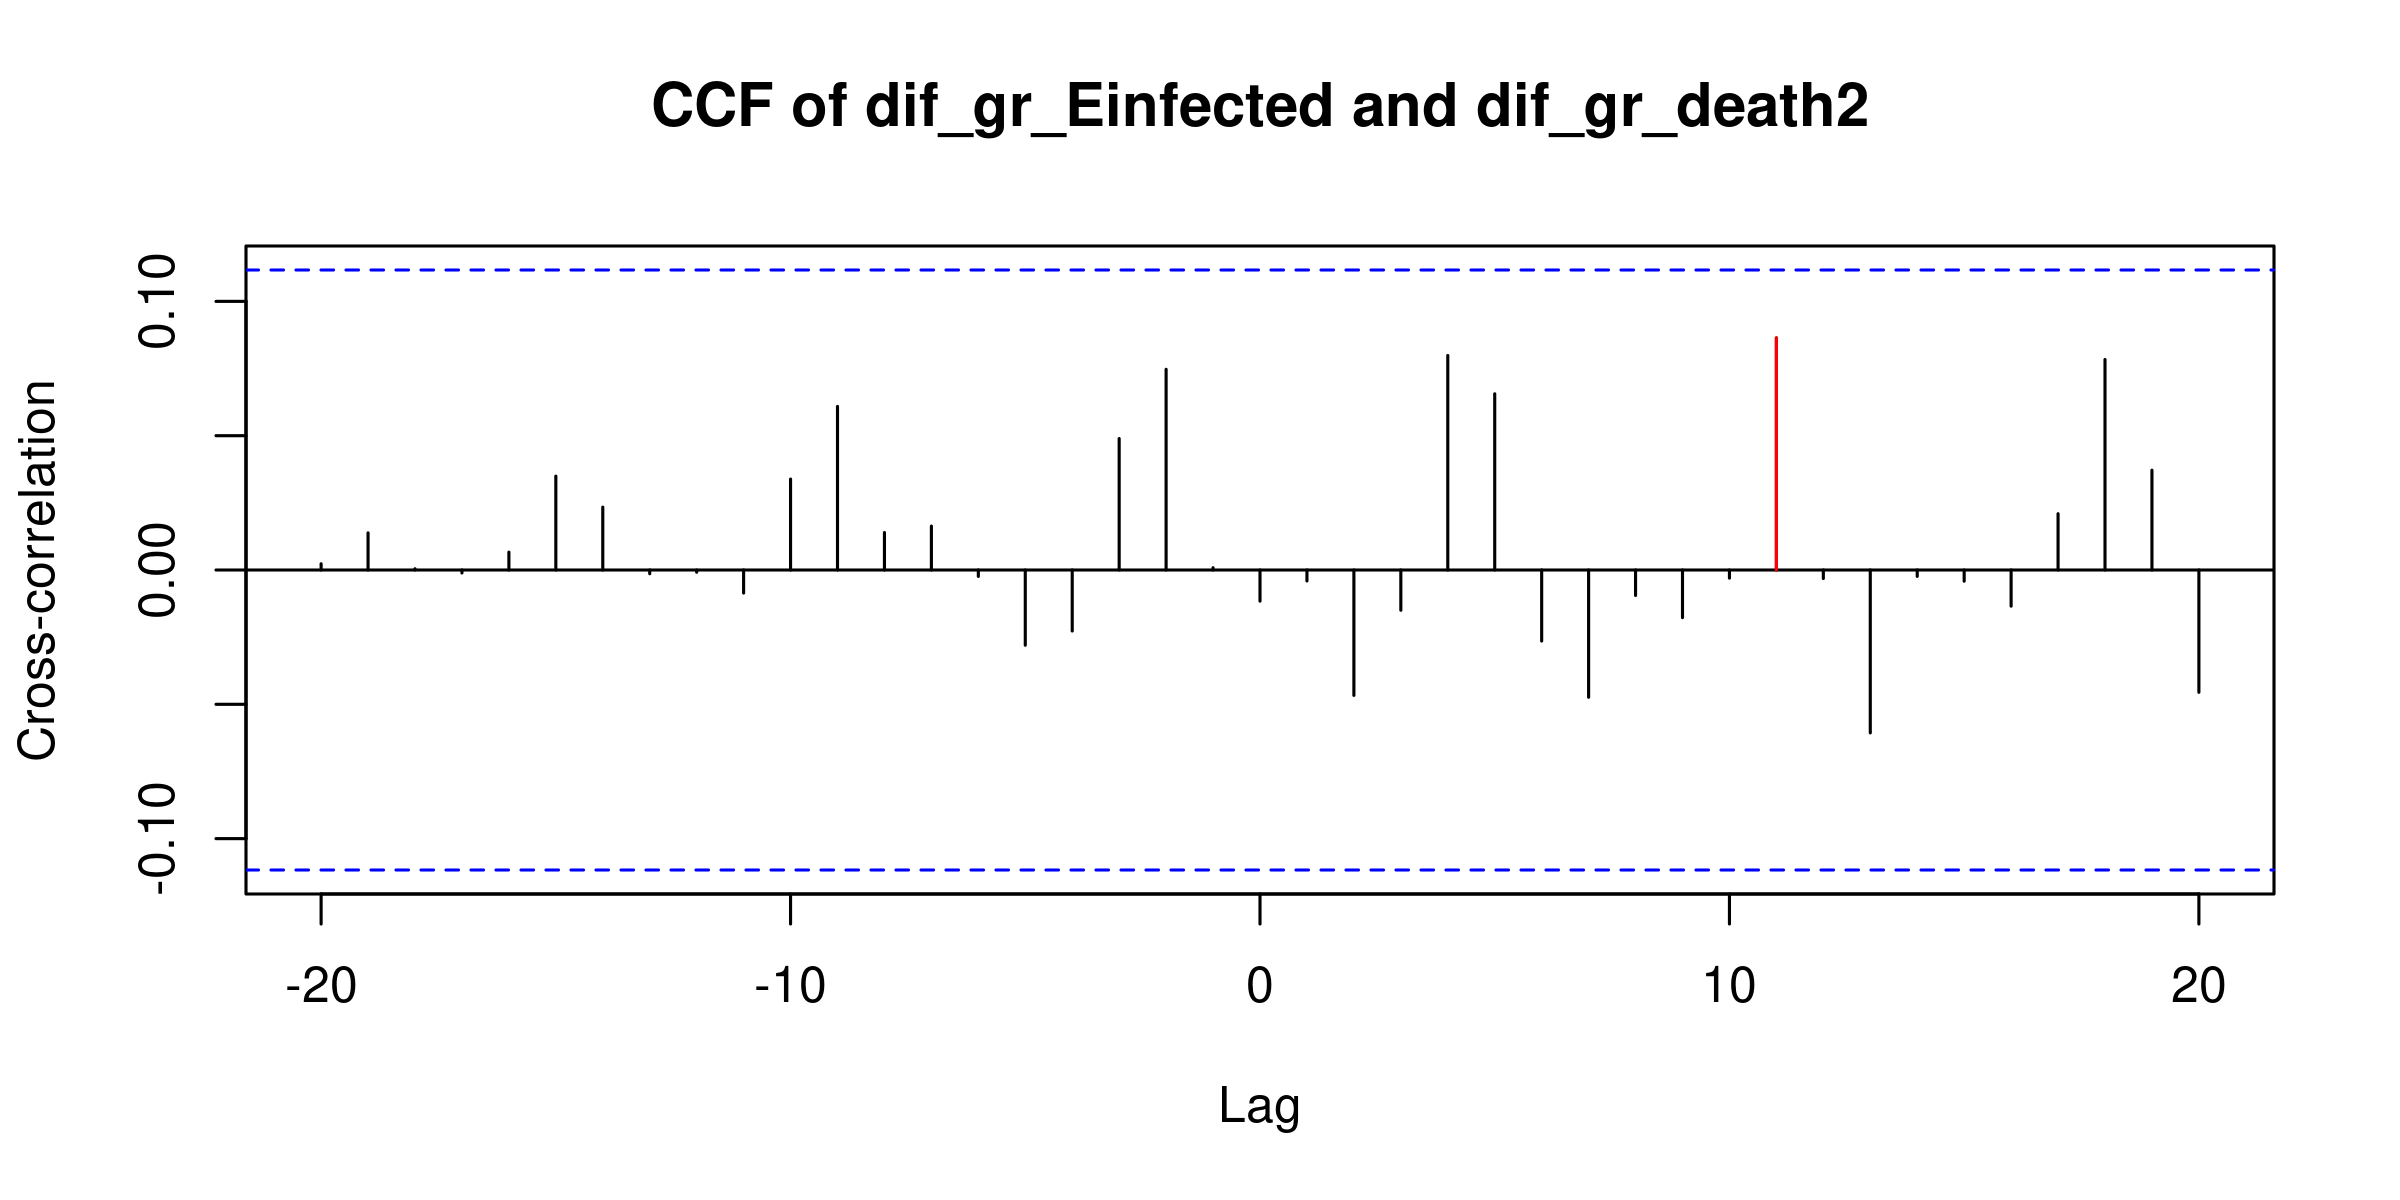 CCF of dif_gr_Einfected and dif_gr_death2
Cross-correlation
0.10
0.00
-0.10
-20 -10 0 10 20
Lag